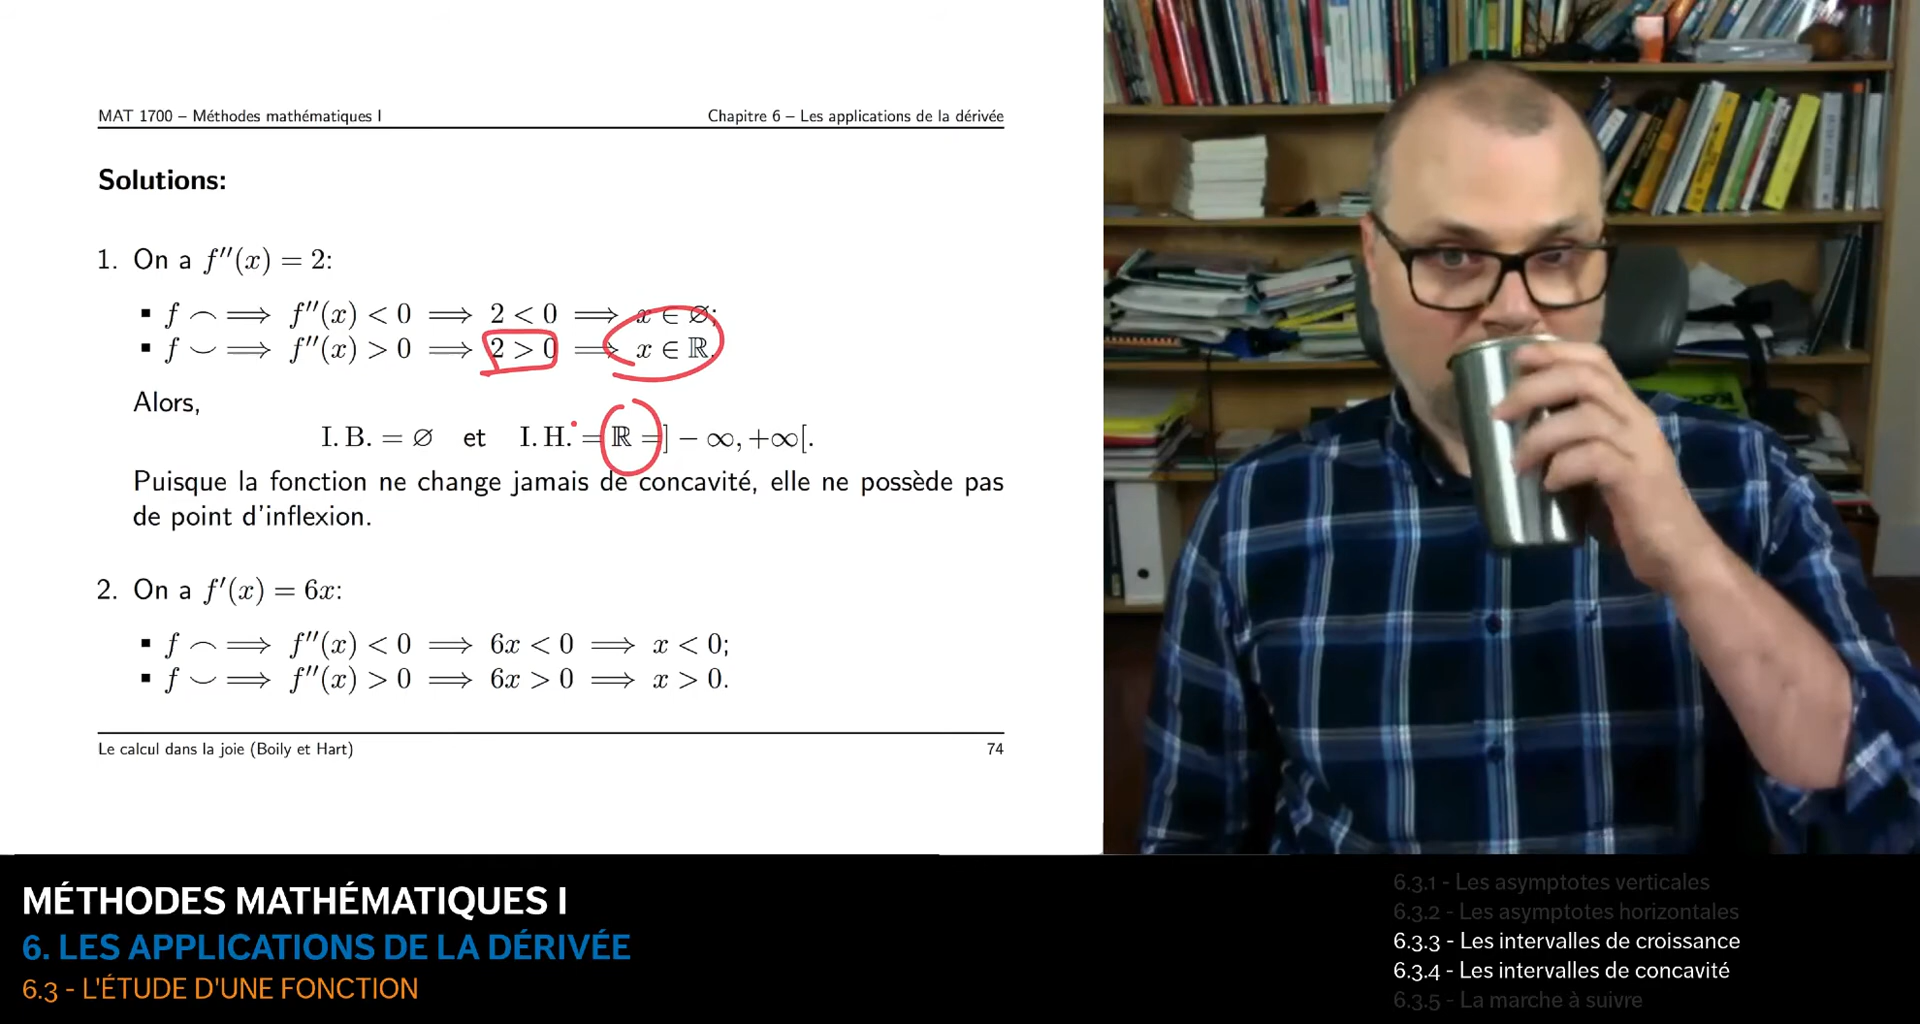 MAT 1700 – Méthodes mathématiques I
Chapitre 6 – Les applications de la dérivée
Solutions:
1. On a f′′(x) = 2:
▪ f ⌢ ⟹ f′′(x) < 0 ⟹ 2 < 0 ⟹ x ∈ ∅;
▪ f ⌣ ⟹ f′′(x) > 0 ⟹ 2 > 0 ⟹ x ∈ ℝ.
Alors,
I. B. = ∅ et I. H. = ℝ =] − ∞, +∞[.
Puisque la fonction ne change jamais de concavité, elle ne possède pas
de point d'inflexion.
2. On a f′(x) = 6x:
▪ f ⌢ ⟹ f′′(x) < 0 ⟹ 6x < 0 ⟹ x < 0;
▪ f ⌣ ⟹ f′′(x) > 0 ⟹ 6x > 0 ⟹ x > 0.
Le calcul dans la joie (Boily et Hart)
74
MÉTHODES MATHÉMATIQUES I
6. LES APPLICATIONS DE LA DÉRIVÉE
6.3 - L'ÉTUDE D'UNE FONCTION
6.3.1 - Les asymptotes verticales
6.3.2 - Les asymptotes horizontales
6.3.3 - Les intervalles de croissance
6.3.4 - Les intervalles de concavité
6.3.5 - La marche à suivre